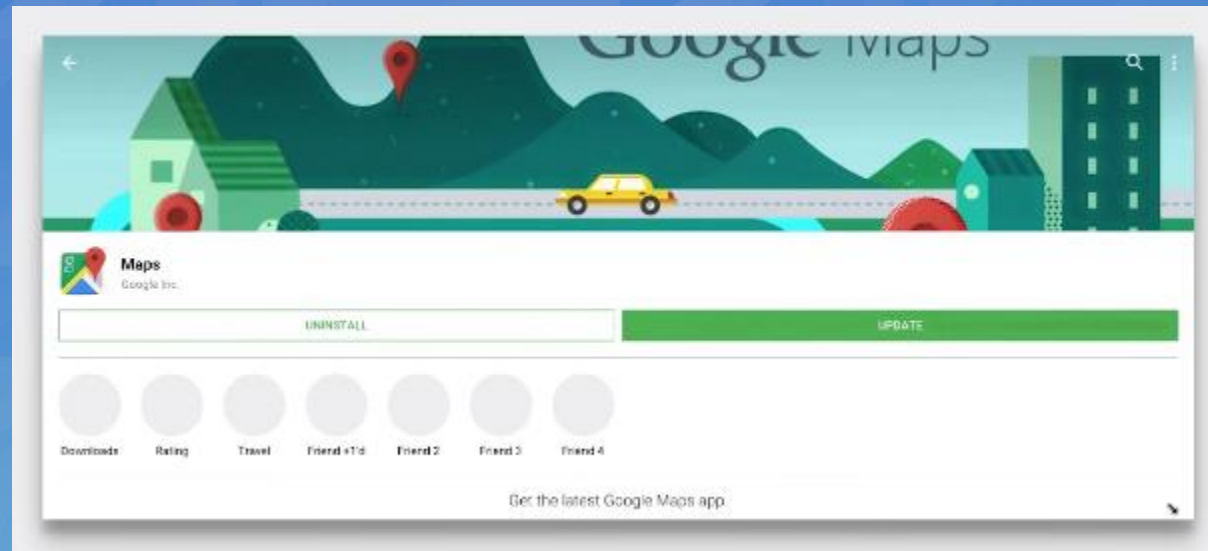 Google Maps
Maps
Google Inc.
UNINSTALL
UPDATE
Downloads
Rating
Travel
Friend +1'd
Friend 2
Friend 3
Friend 4
Get the latest Google Maps app